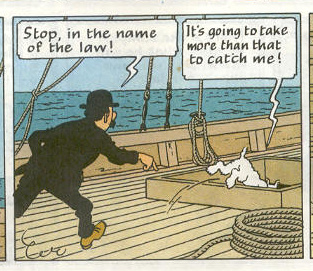 Stop, in the name
of the law!
It's going to take
more than that
to catch me!